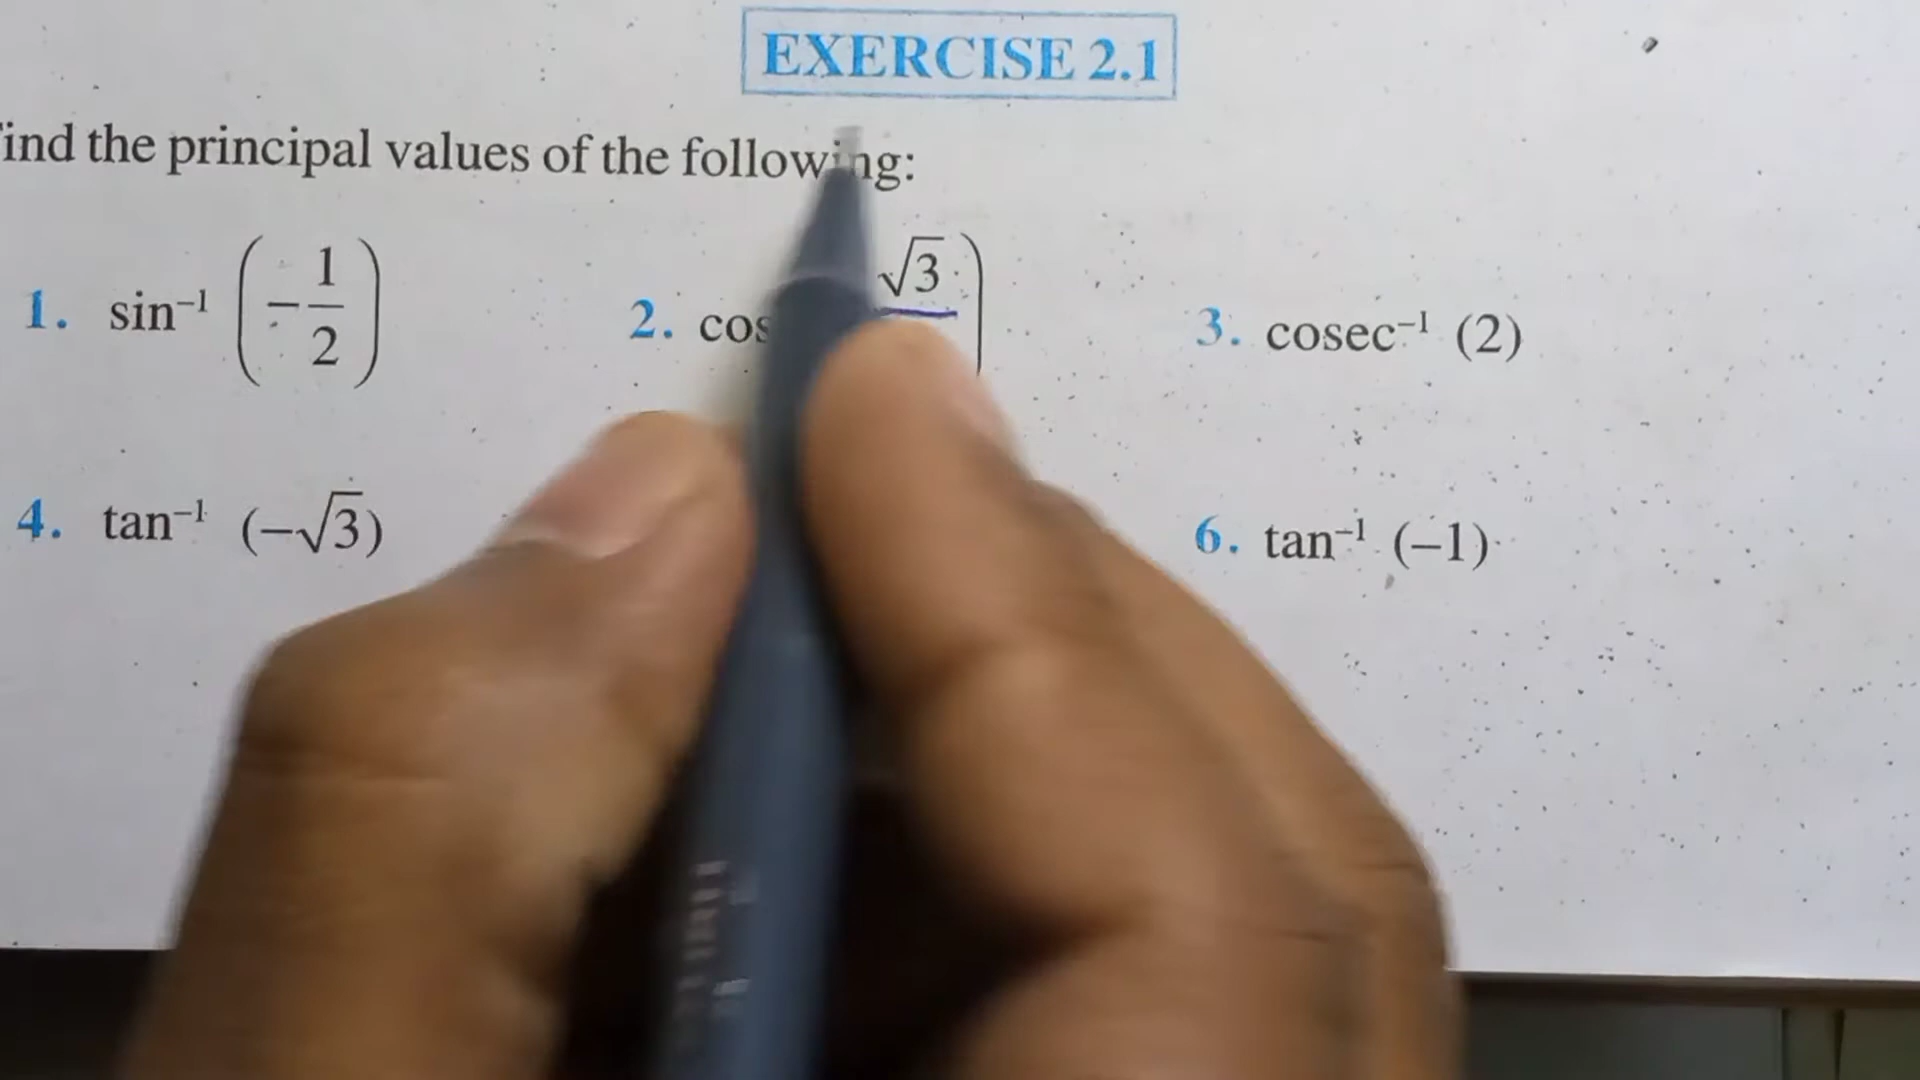 EXERCISE 2.1
ind the principal values of the following:
1. sin⁻¹ (−1/2) 2. cos √3) 3. cosec⁻¹ (2)
4. tan⁻¹ (−√3) 6. tan⁻¹ (−1)